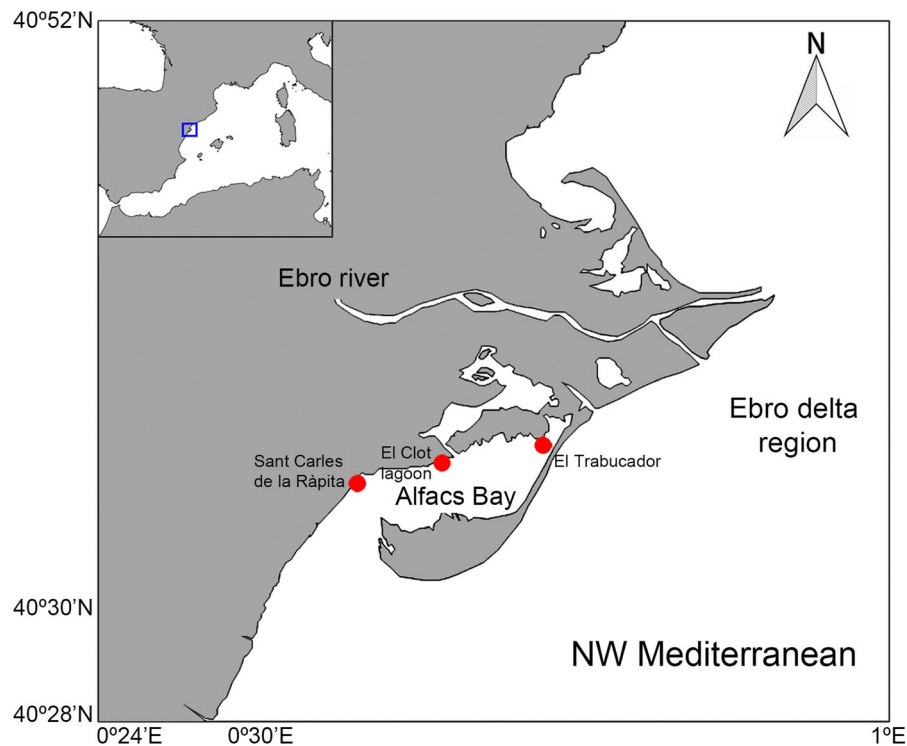 40º52’N
N
Ebro river
Ebro delta
region
Sant Carles
de la Ràpita
El Clot
lagoon
El Trabucador
Alfacs Bay
40º30’N
NW Mediterranean
40º28’N
0º24’E
0º30’E
1ºE